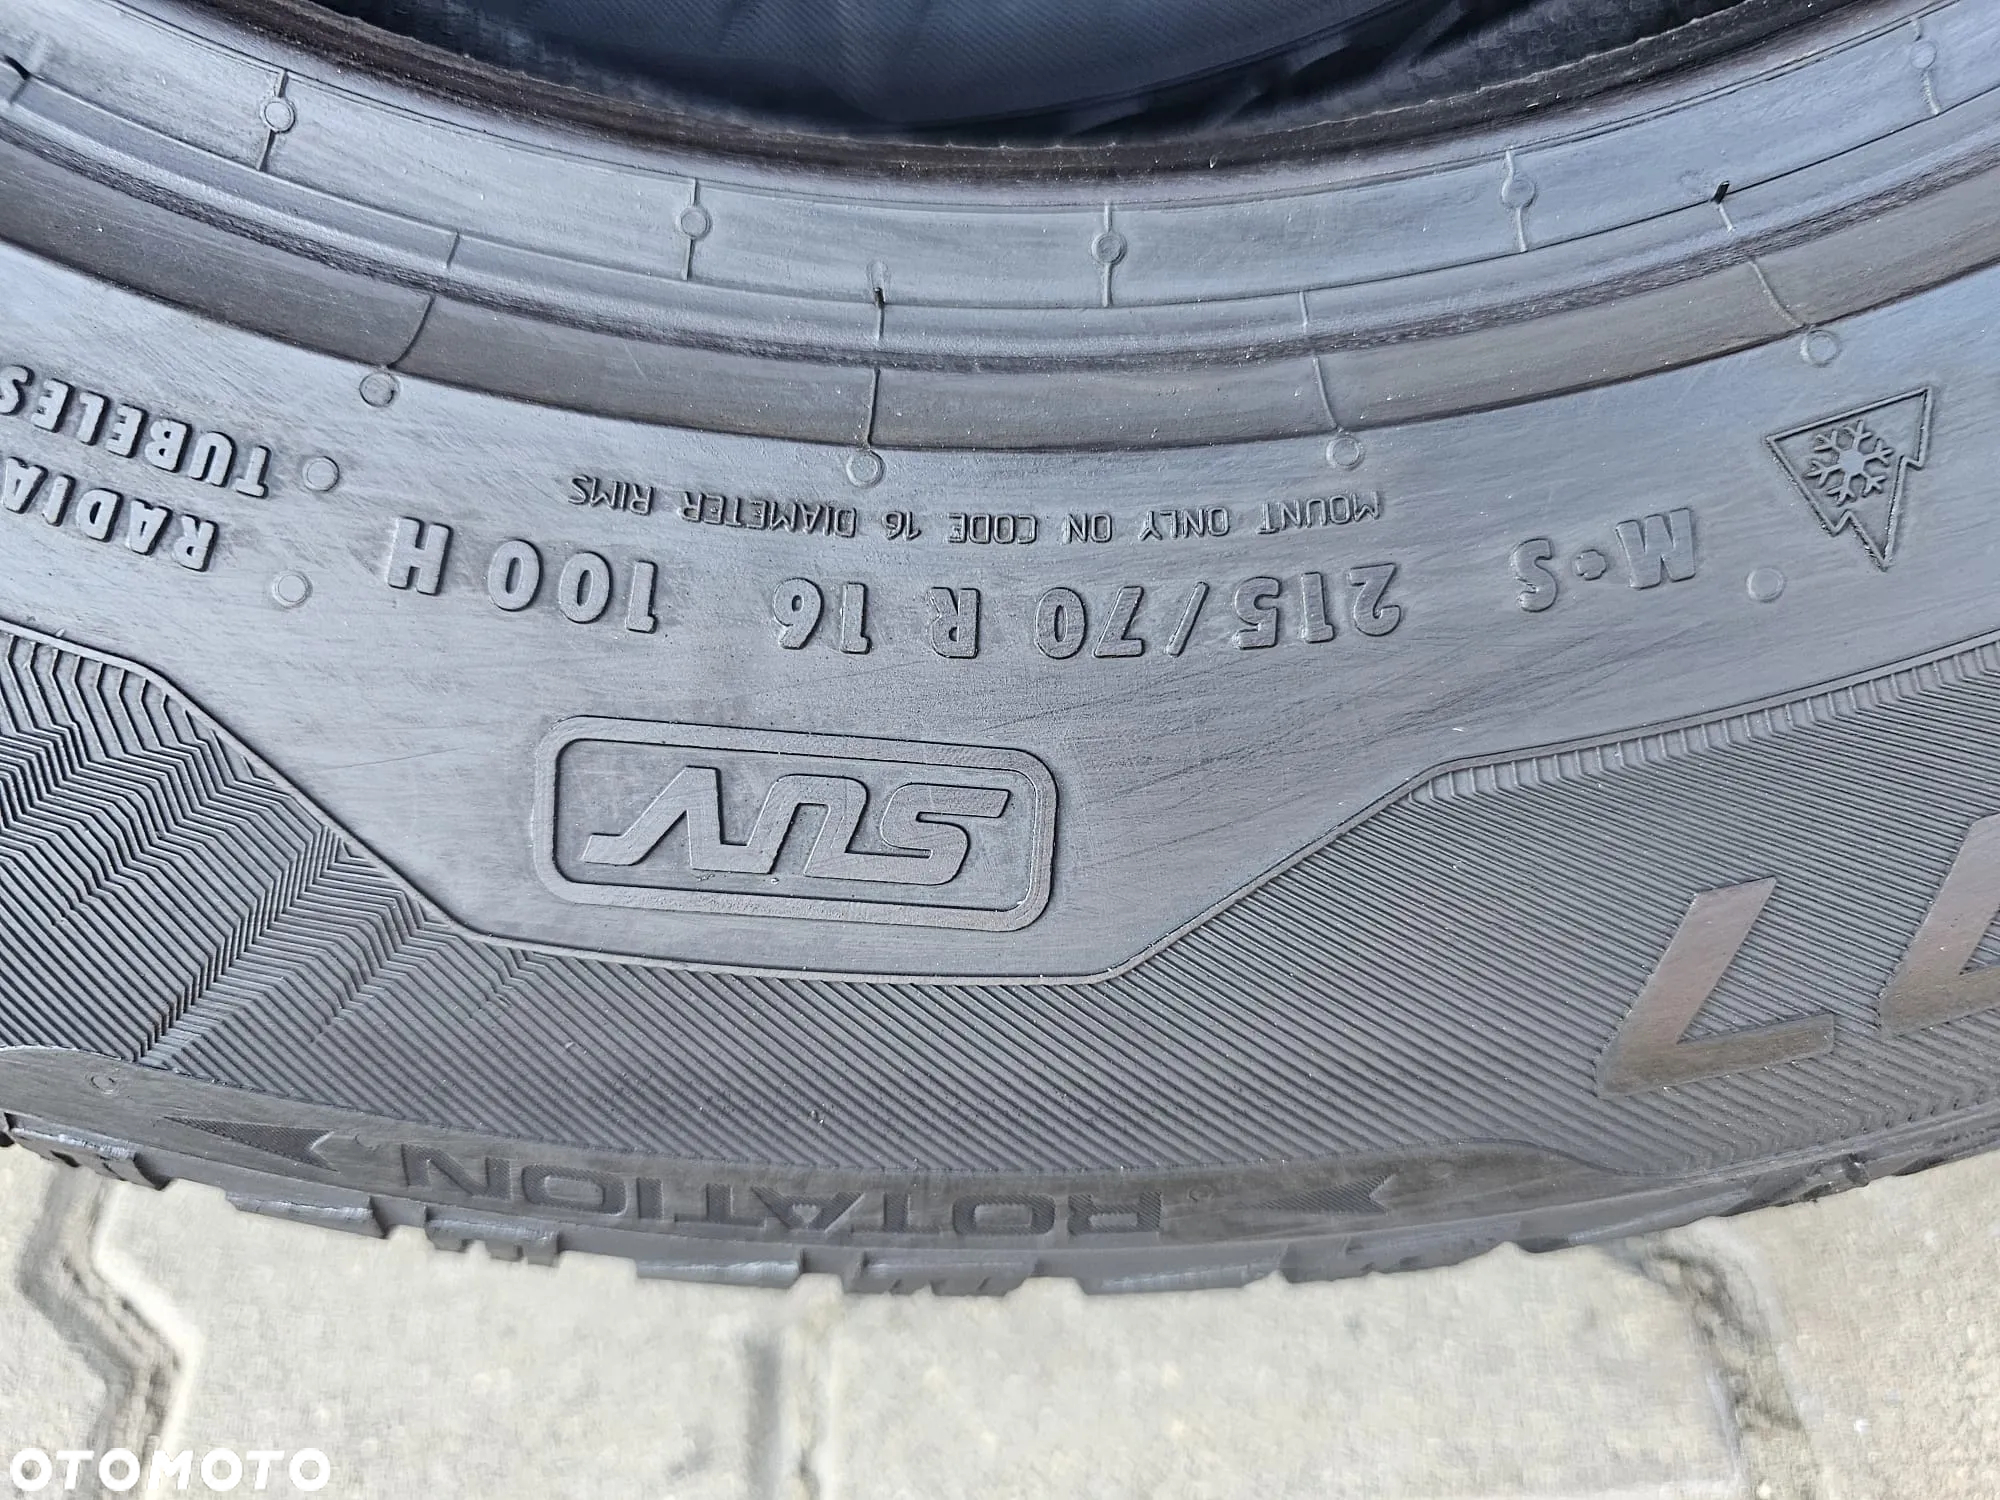 M•S 215/70 R 16 100 H
MOUNT ONLY ON CODE 16 DIAMETER RIMS
RADIA
TUBELES
SUV
ROTATION
OTOMOTO